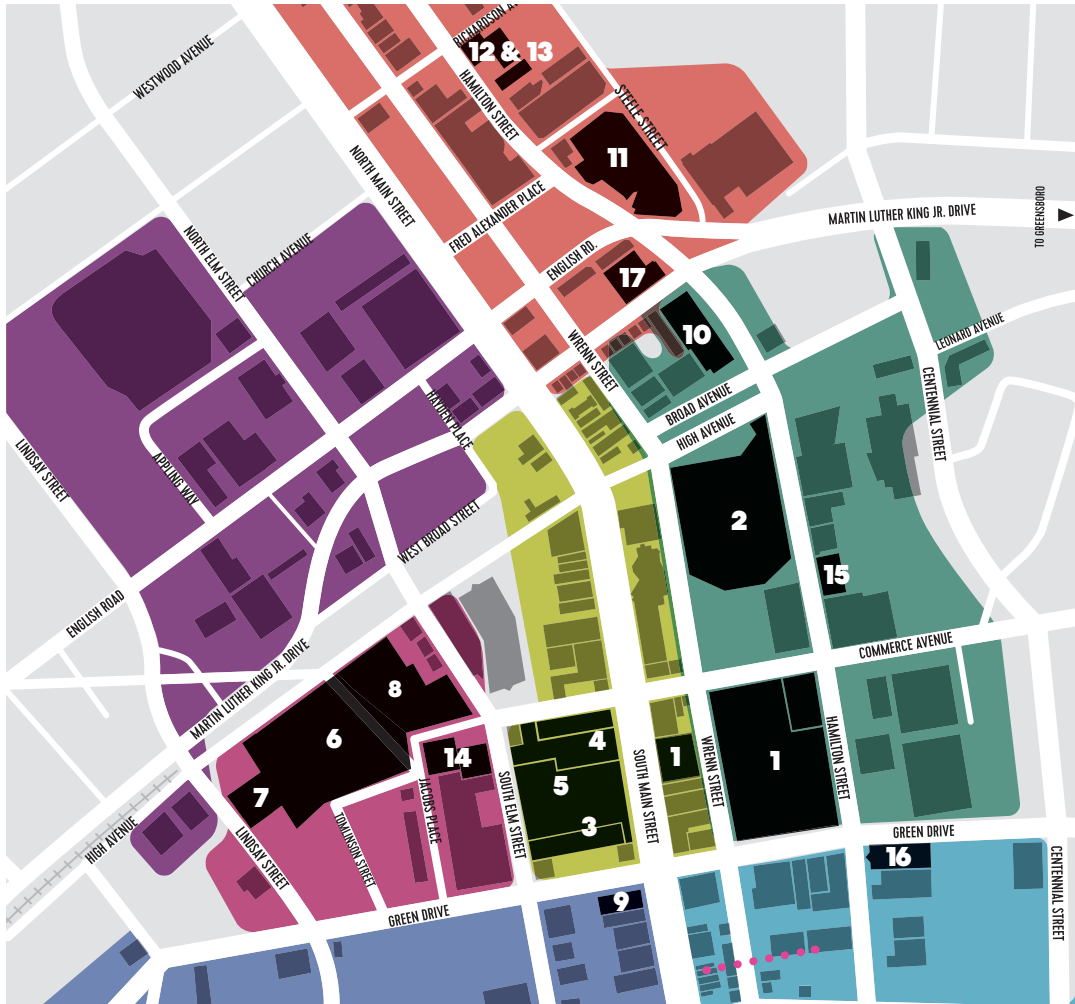 RICHARDSON A
12 & 13
WESTWOOD AVENUE
HAMILTON STREET
STEELE STREET
11
NORTH MAIN STREET
FRED ALEXANDER PLACE
MARTIN LUTHER KING JR. DRIVE
TO GREENSBORO
NORTH ELM STREET
CHURCH AVENUE
ENGLISH RD.
17
10
WRENN STREET
LEONARD AVENUE
CENTENNIAL STREET
HAYDEN PLACE
BROAD AVENUE
HIGH AVENUE
LINDSAY STREET
APPLING WAY
WEST BROAD STREET
2
15
ENGLISH ROAD
COMMERCE AVENUE
MARTIN LUTHER KING JR. DRIVE
8
6
7
14
4
5
3
1
1
WRENN STREET
HAMILTON STREET
SOUTH MAIN STREET
SOUTH ELM STREET
JACOBS PLACE
TOMLINSON STREET
LINDSAY STREET
HIGH AVENUE
GREEN DRIVE
16
CENTENNIAL STREET
9
GREEN DRIVE